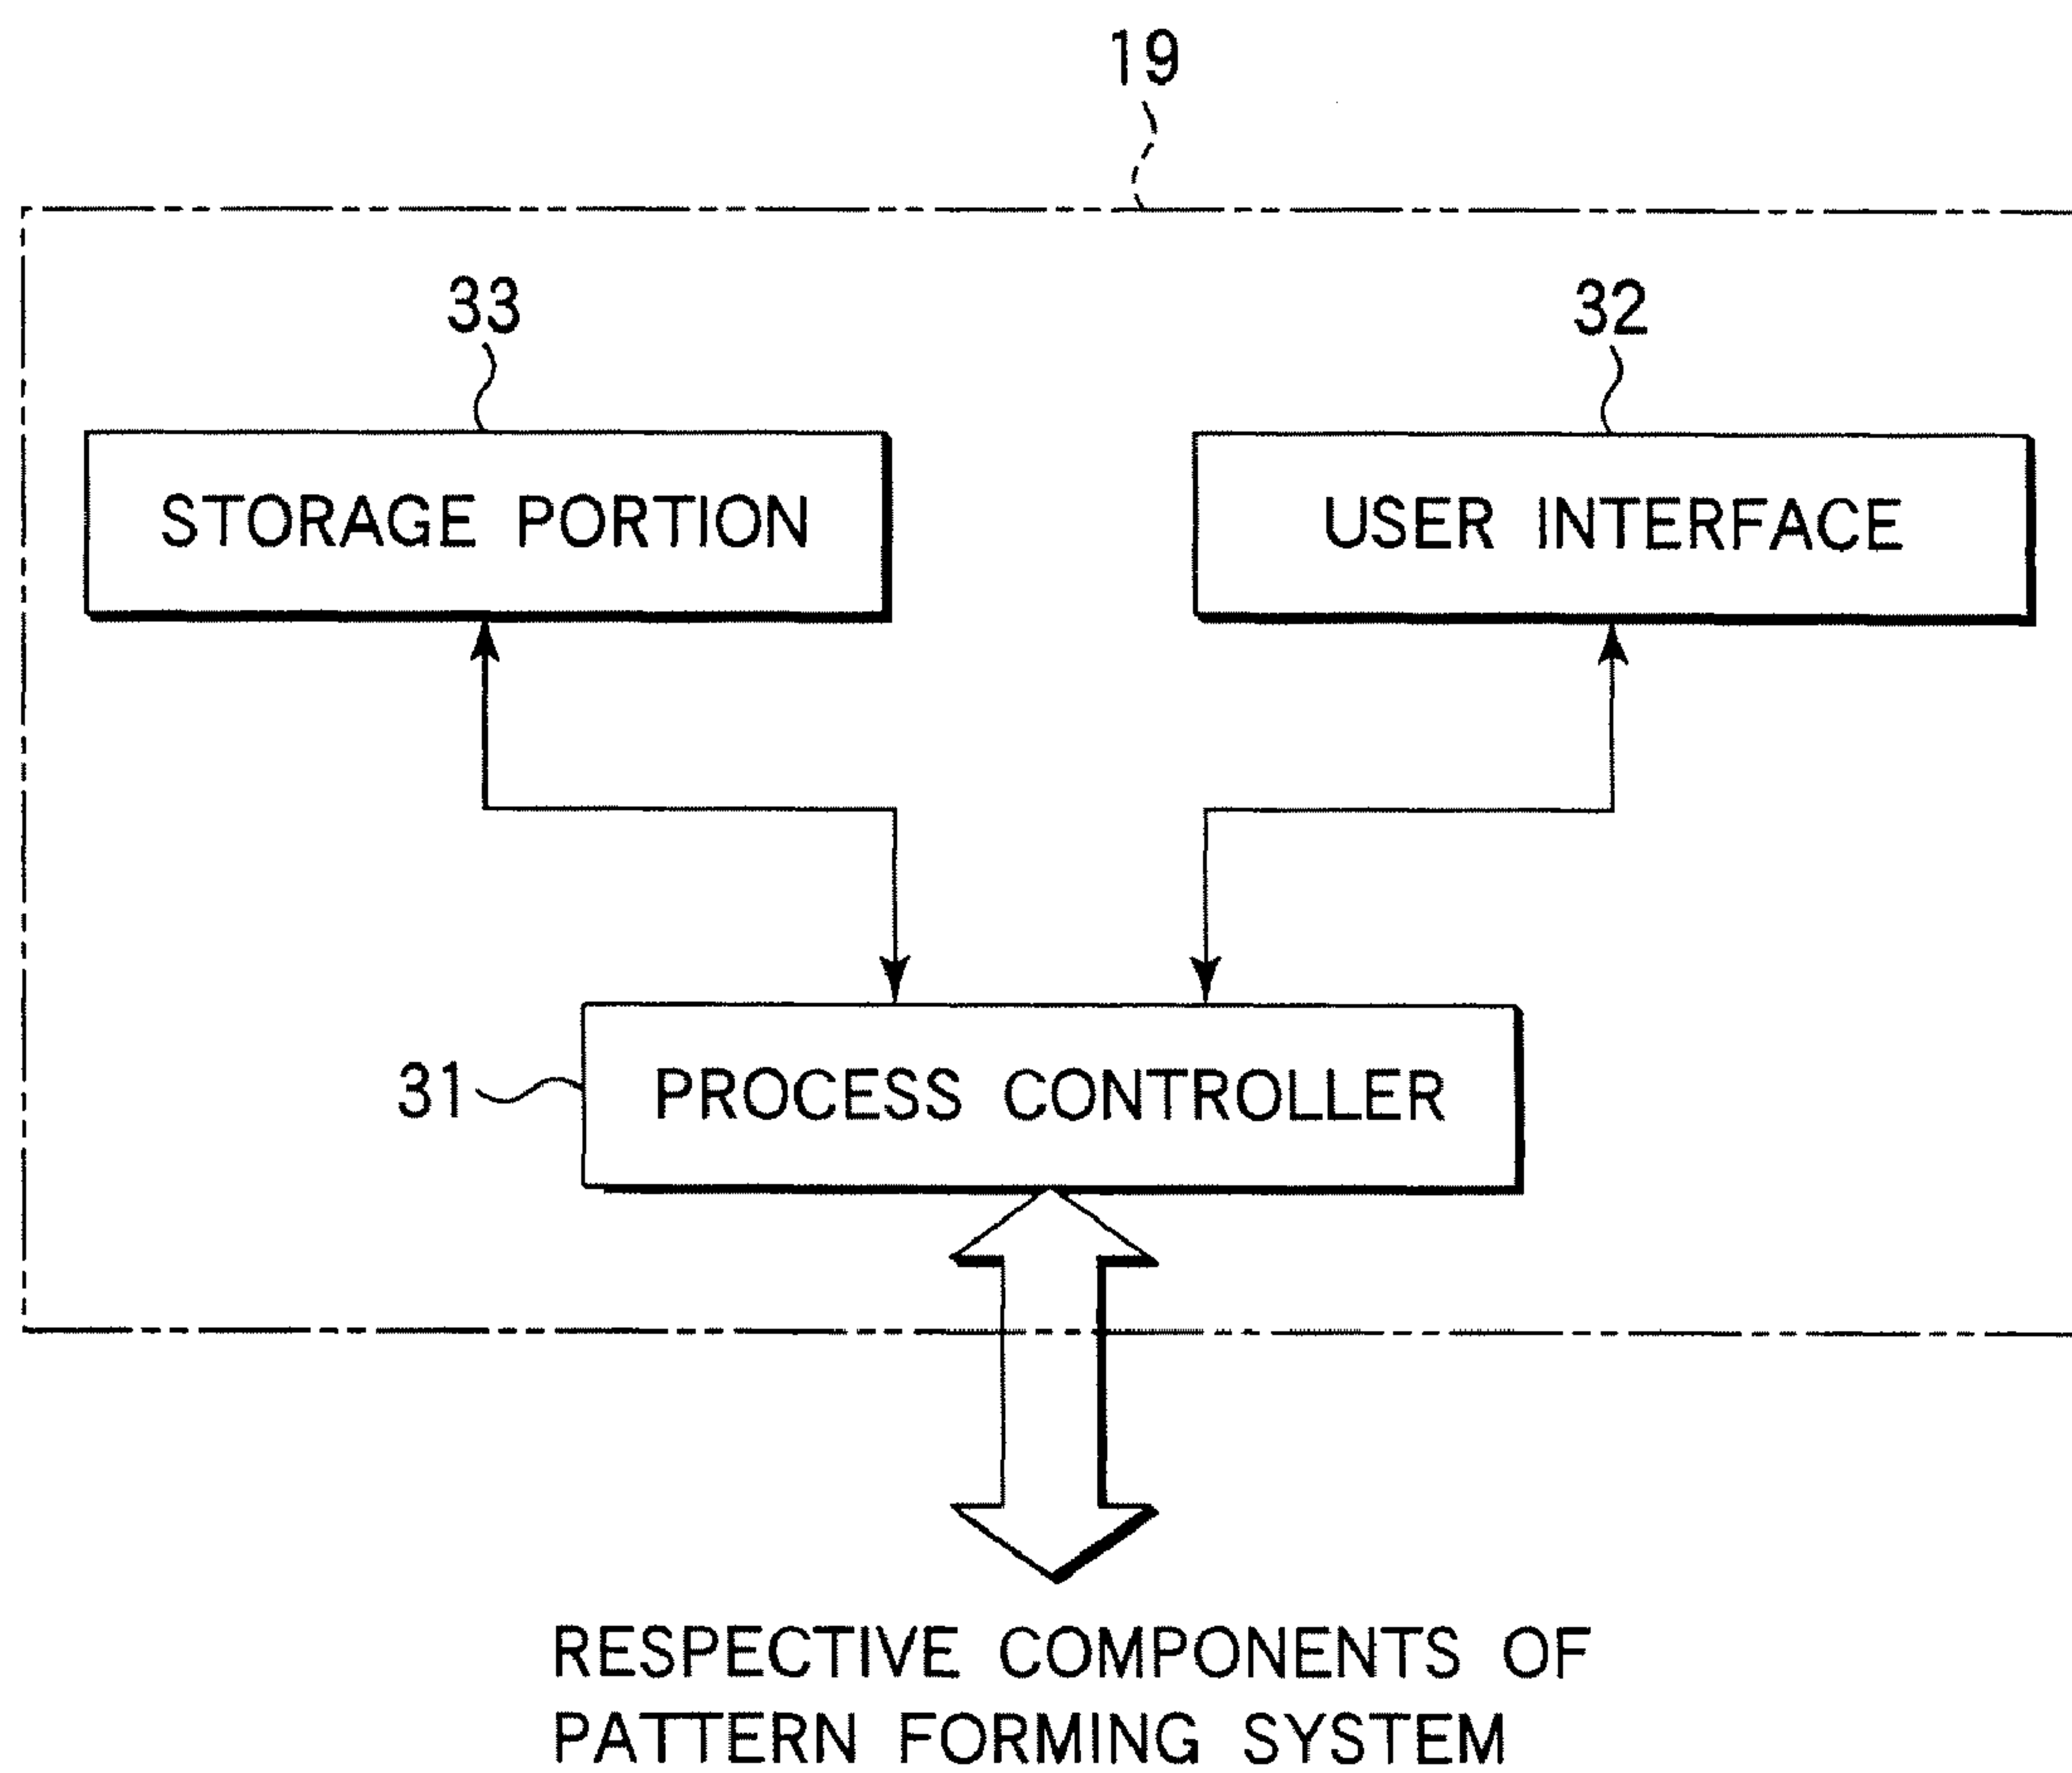 19
33
32
STORAGE PORTION
USER INTERFACE
31
PROCESS CONTROLLER
RESPECTIVE COMPONENTS OF
PATTERN FORMING SYSTEM